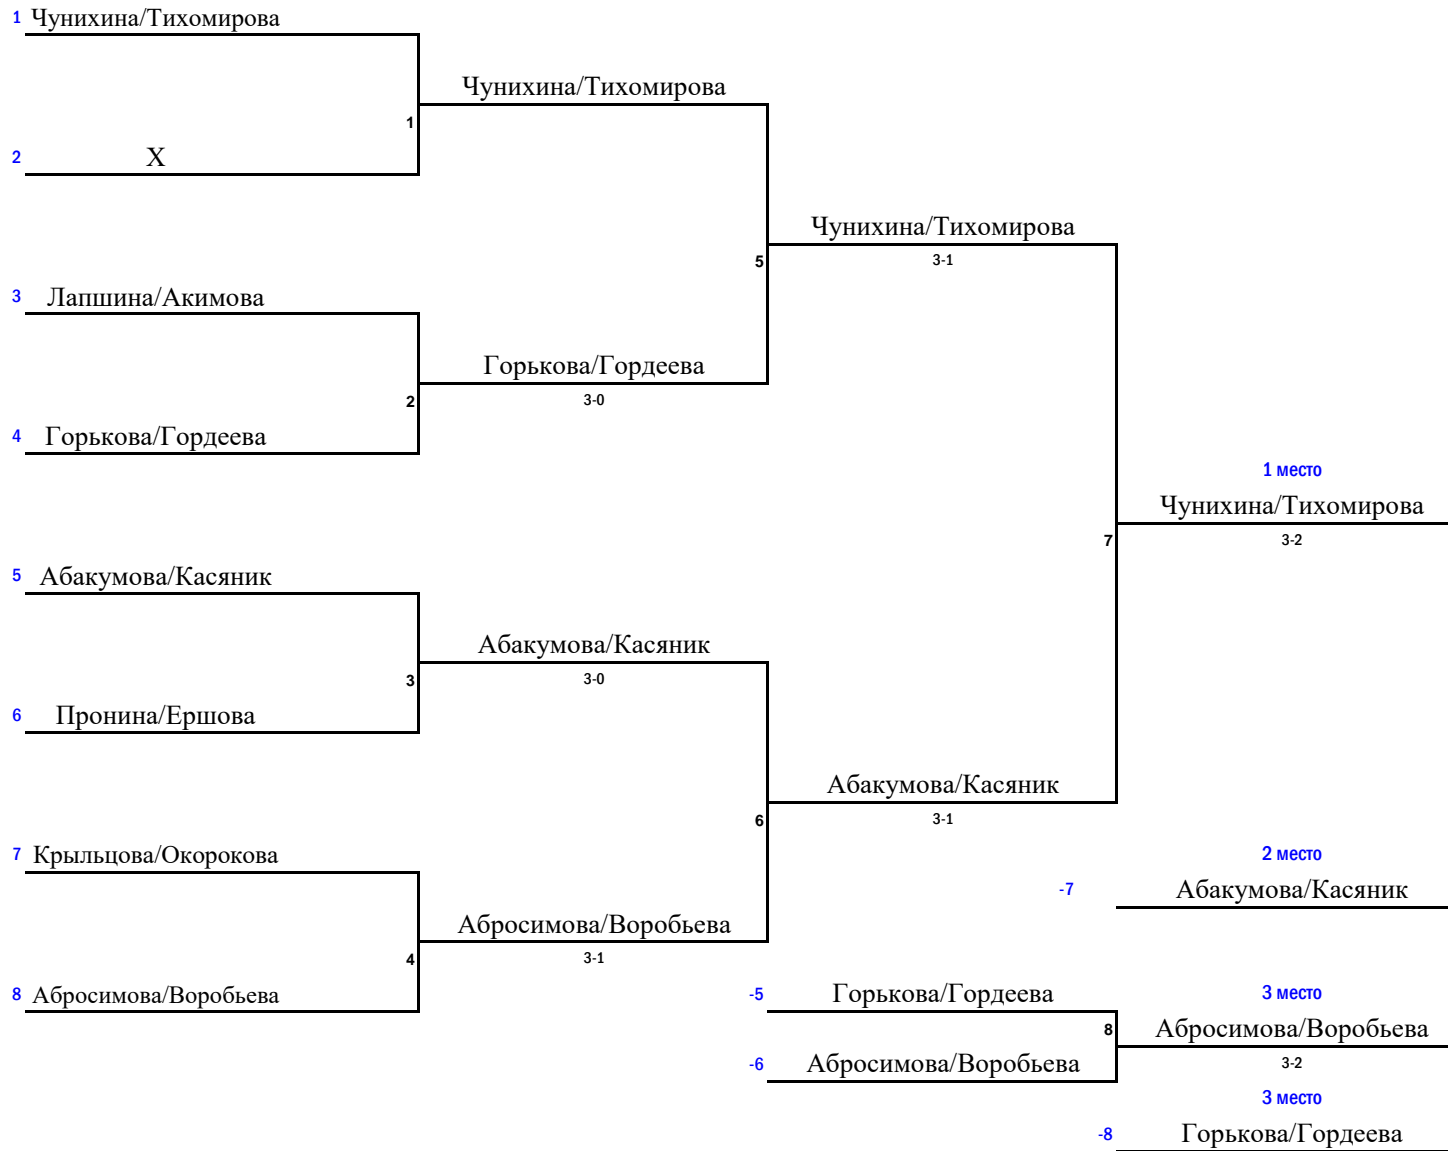 1 Чунихина/Тихомирова
Чунихина/Тихомирова
1
2 Х
Чунихина/Тихомирова
5 3-1
3 Лапшина/Акимова
Горькова/Гордеева
2 3-0
4 Горькова/Гордеева
1 место
Чунихина/Тихомирова
7 3-2
5 Абакумова/Касяник
Абакумова/Касяник
3 3-0
6 Пронина/Ершова
Абакумова/Касяник
6 3-1
7 Крыльцова/Окорокова
2 место
-7 Абакумова/Касяник
Абросимова/Воробьева
4 3-1
8 Абросимова/Воробьева
-5 Горькова/Гордеева
3 место
8 Абросимова/Воробьева
-6 Абросимова/Воробьева
3-2
3 место
-8 Горькова/Гордеева